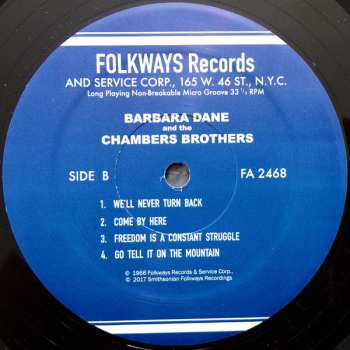 FOLKWAYS Records
AND SERVICE CORP., 165 W. 46 ST., N.Y.C.
Long Playing Non-Breakable Micro Groove 33 1/3 RPM
BARBARA DANE
and the
CHAMBERS BROTHERS
SIDE B FA 2468
1. WE'LL NEVER TURN BACK
2. COME BY HERE
3. FREEDOM IS A CONSTANT STRUGGLE
4. GO TELL IT ON THE MOUNTAIN
© 1966 Folkways Records & Service Corp.,
© 2017 Smithsonian Folkways Recordings